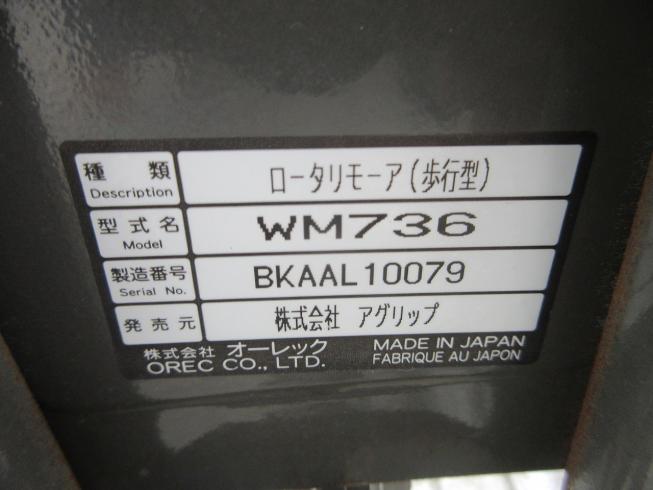 種類 ロータリモーア(歩行型)
Description
型式名 WM736
Model
製造番号 BKAAL10079
Serial No.
発売元 株式会社 アグリップ
株式会社 オーレック MADE IN JAPAN
OREC CO., LTD. FABRIQUE AU JAPON